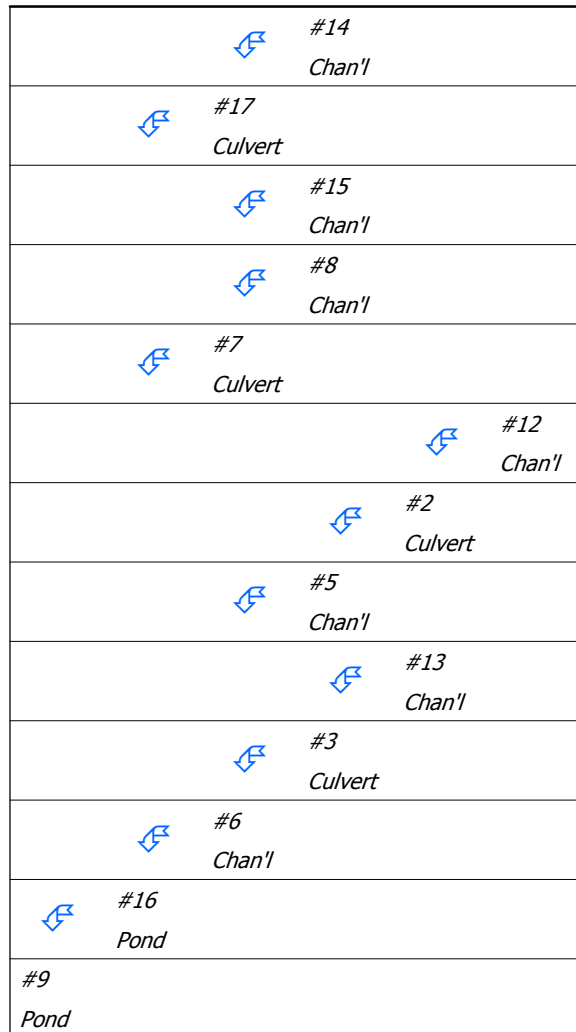 #14
Chan'l
#17
Culvert
#15
Chan'l
#8
Chan'l
#7
Culvert
#12
Chan'l
#2
Culvert
#5
Chan'l
#13
Chan'l
#3
Culvert
#6
Chan'l
#16
Pond
#9
Pond